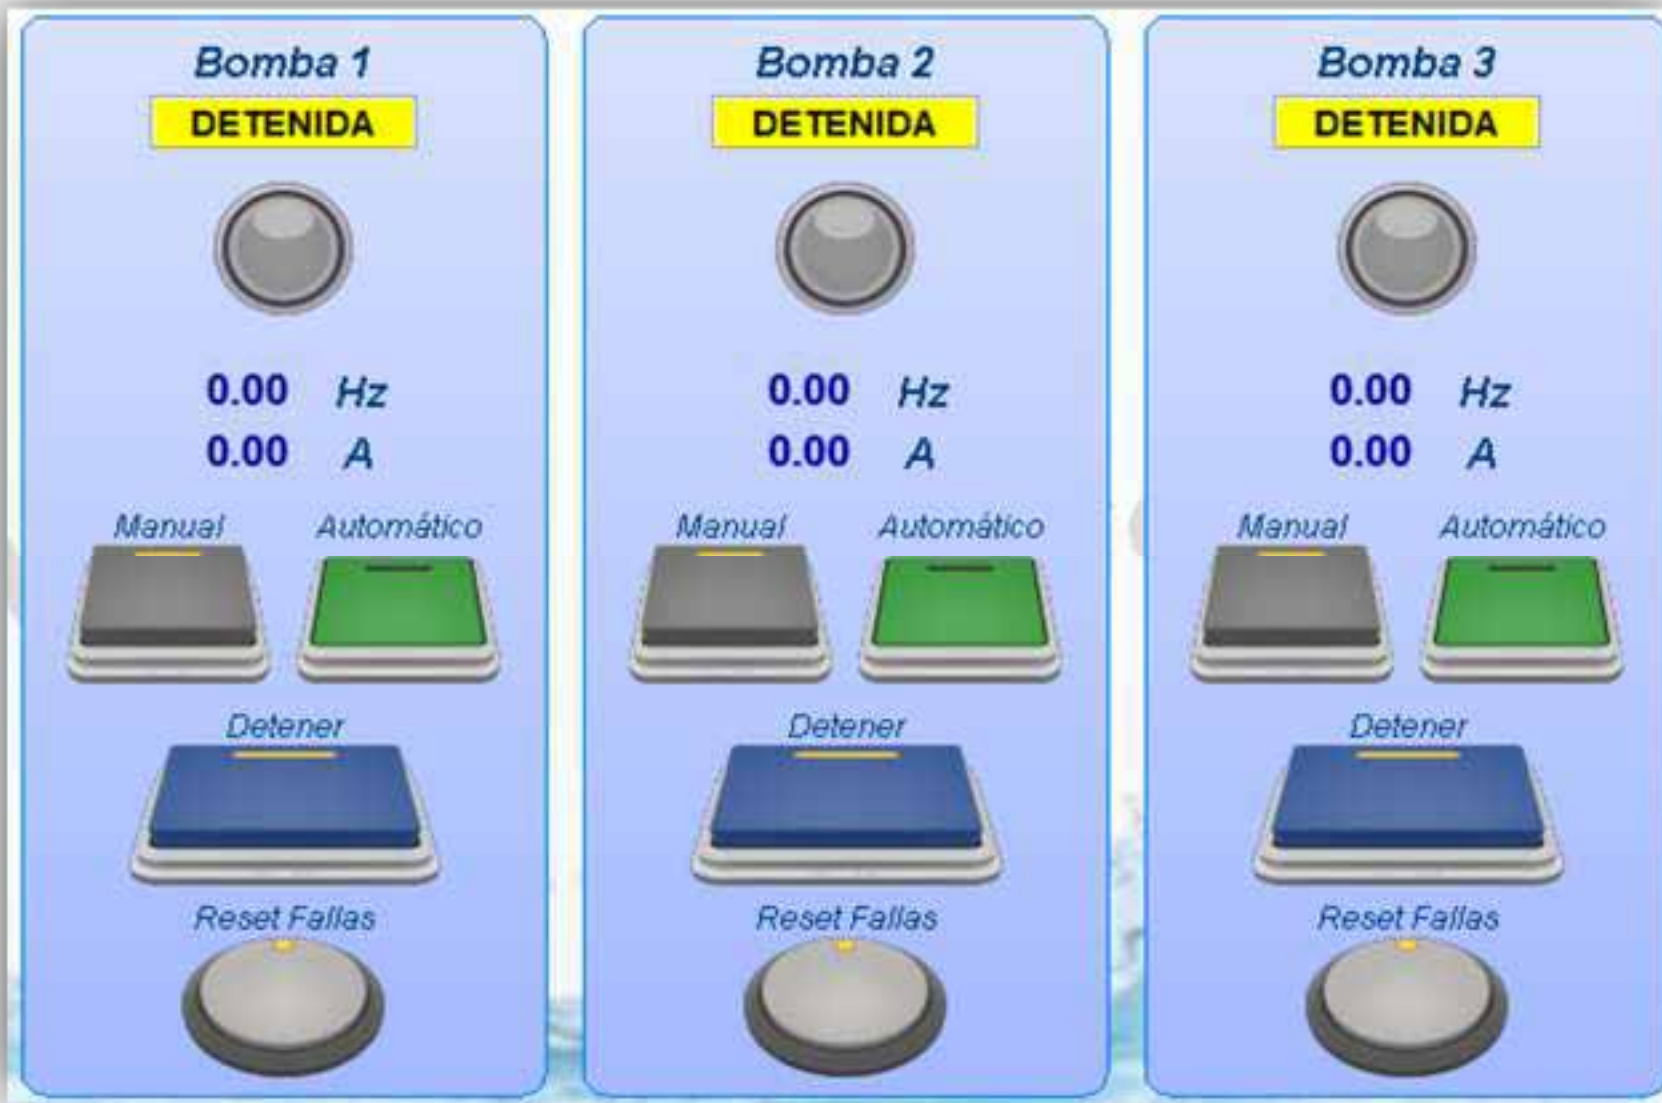 Bomba 1
DETENIDA
0.00 Hz
0.00 A
Manual Automático
Detener
Reset Fallas
Bomba 2
DETENIDA
0.00 Hz
0.00 A
Manual Automático
Detener
Reset Fallas
Bomba 3
DETENIDA
0.00 Hz
0.00 A
Manual Automático
Detener
Reset Fallas